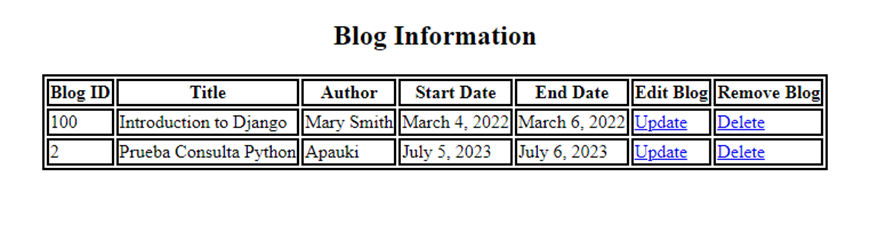 Blog Information
Blog ID Title Author Start Date End Date Edit Blog Remove Blog
100 Introduction to Django Mary Smith March 4, 2022 March 6, 2022 Update Delete
2 Prueba Consulta Python Apauki July 5, 2023 July 6, 2023 Update Delete